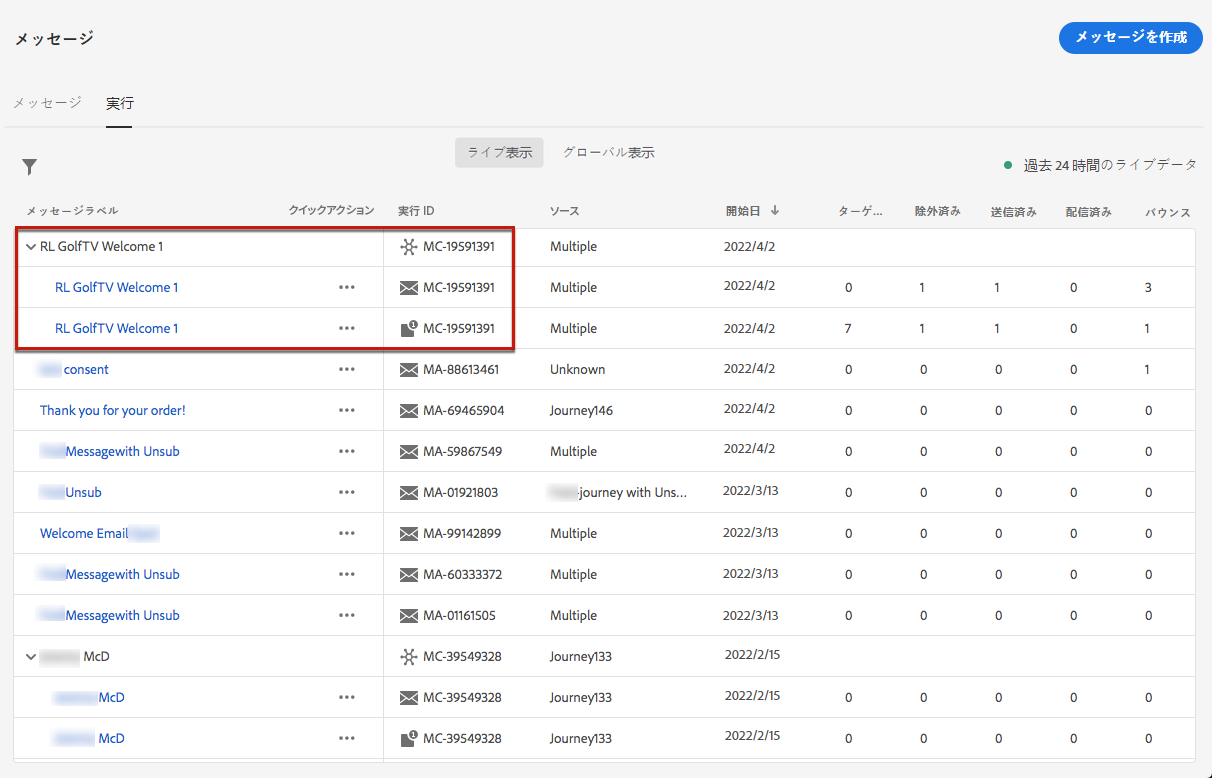 メッセージ
メッセージを作成
メッセージ 実行
ライブ表示 グローバル表示
過去 24 時間のライブデータ
メッセージラベル クイックアクション 実行 ID ソース 開始日 ターゲ... 除外済み 送信済み 配信済み バウンス
RL GolfTV Welcome 1 MC-19591391 Multiple 2022/4/2
RL GolfTV Welcome 1 MC-19591391 Multiple 2022/4/2 0 1 1 0 3
RL GolfTV Welcome 1 1 MC-19591391 Multiple 2022/4/2 7 1 1 0 1
consent MA-88613461 Unknown 2022/4/2 0 0 0 0 1
Thank you for your order! MA-69465904 Journey146 2022/4/2 0 0 0 0 0
Messagewith Unsub MA-59867549 Multiple 2022/4/2 0 0 0 0 0
Unsub MA-01921803 -journey with Uns... 2022/3/13 0 0 0 0 0
Welcome Email MA-99142899 Multiple 2022/3/13 0 0 0 0 0
Messagewith Unsub MA-60333372 Multiple 2022/3/13 0 0 0 0 0
Messagewith Unsub MA-01161505 Multiple 2022/3/13 0 0 0 0 0
McD MC-39549328 Journey133 2022/2/15
McD MC-39549328 Journey133 2022/2/15 0 0 0 0 0
McD 1 MC-39549328 Journey133 2022/2/15 0 0 0 0 0